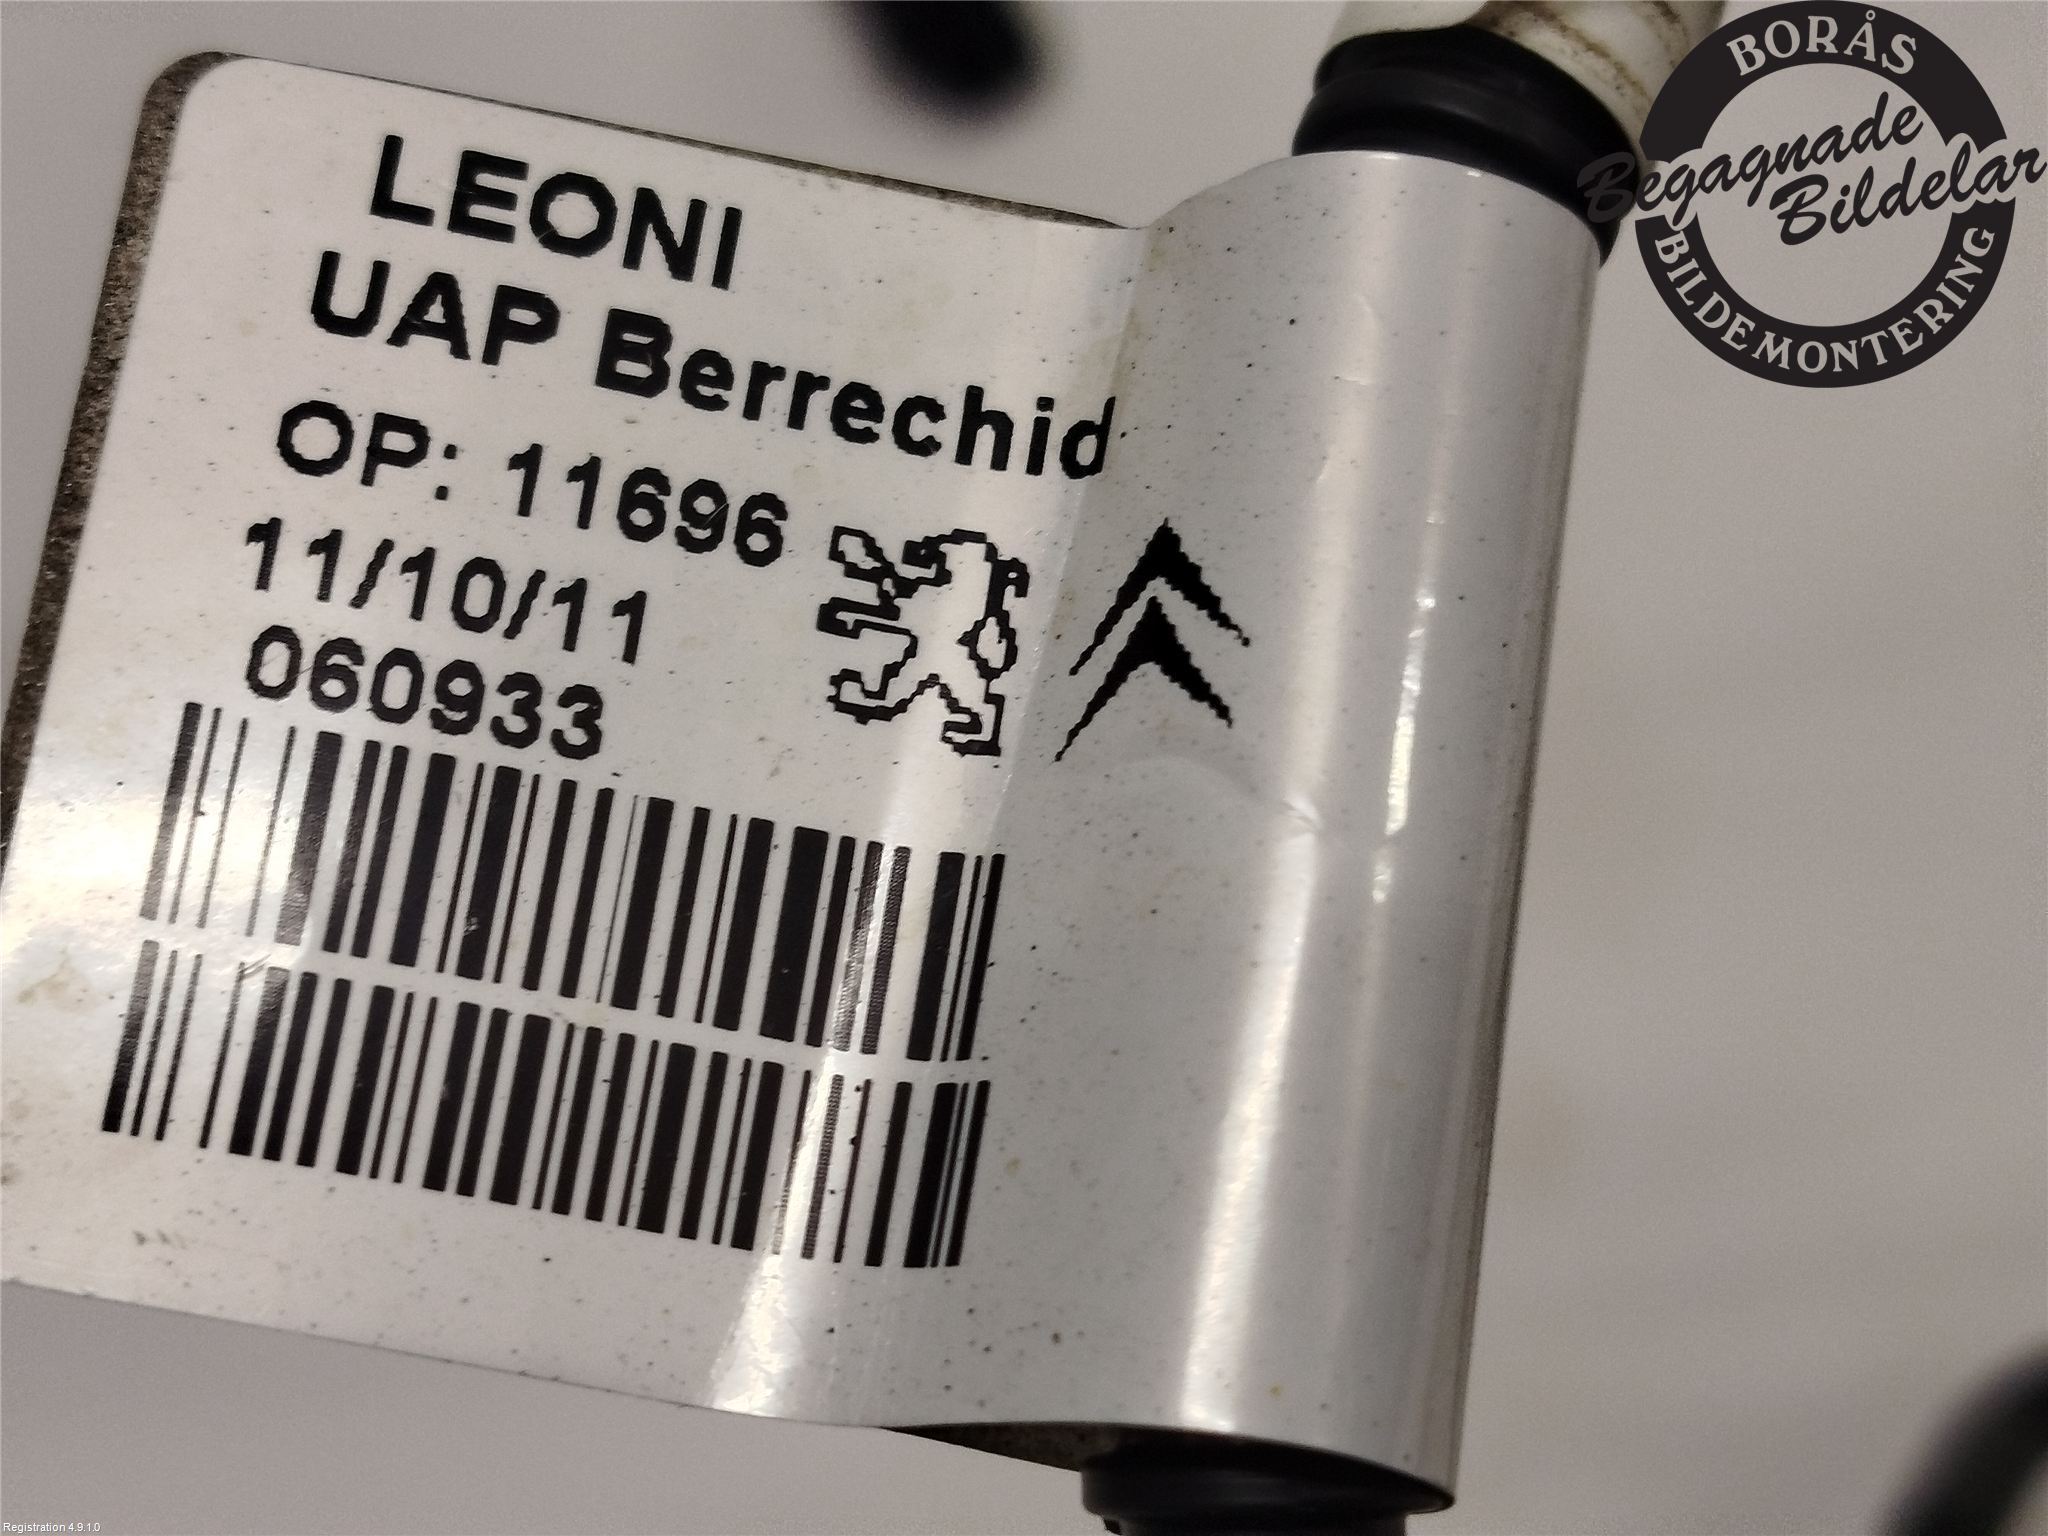 LEONI
UAP Berrechid
OP: 11696
11/10/11
060933
BORÅS
Begagnade
Bildelar
BILDEMONTERING
Registration 4.9.1.0